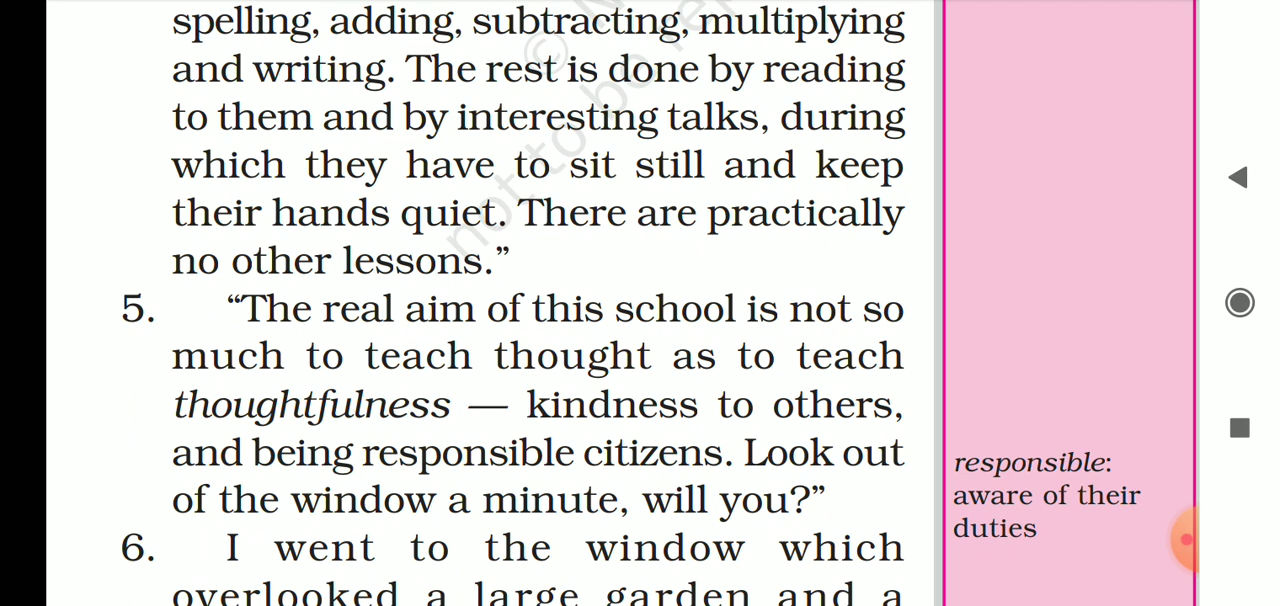 spelling, adding, subtracting, multiplying
and writing. The rest is done by reading
to them and by interesting talks, during
which they have to sit still and keep
their hands quiet. There are practically
no other lessons.”
5. “The real aim of this school is not so
much to teach thought as to teach
thoughtfulness — kindness to others,
and being responsible citizens. Look out
of the window a minute, will you?”
6. I went to the window which
overlooked a large garden and a
responsible:
aware of their
duties
© N
not to be re